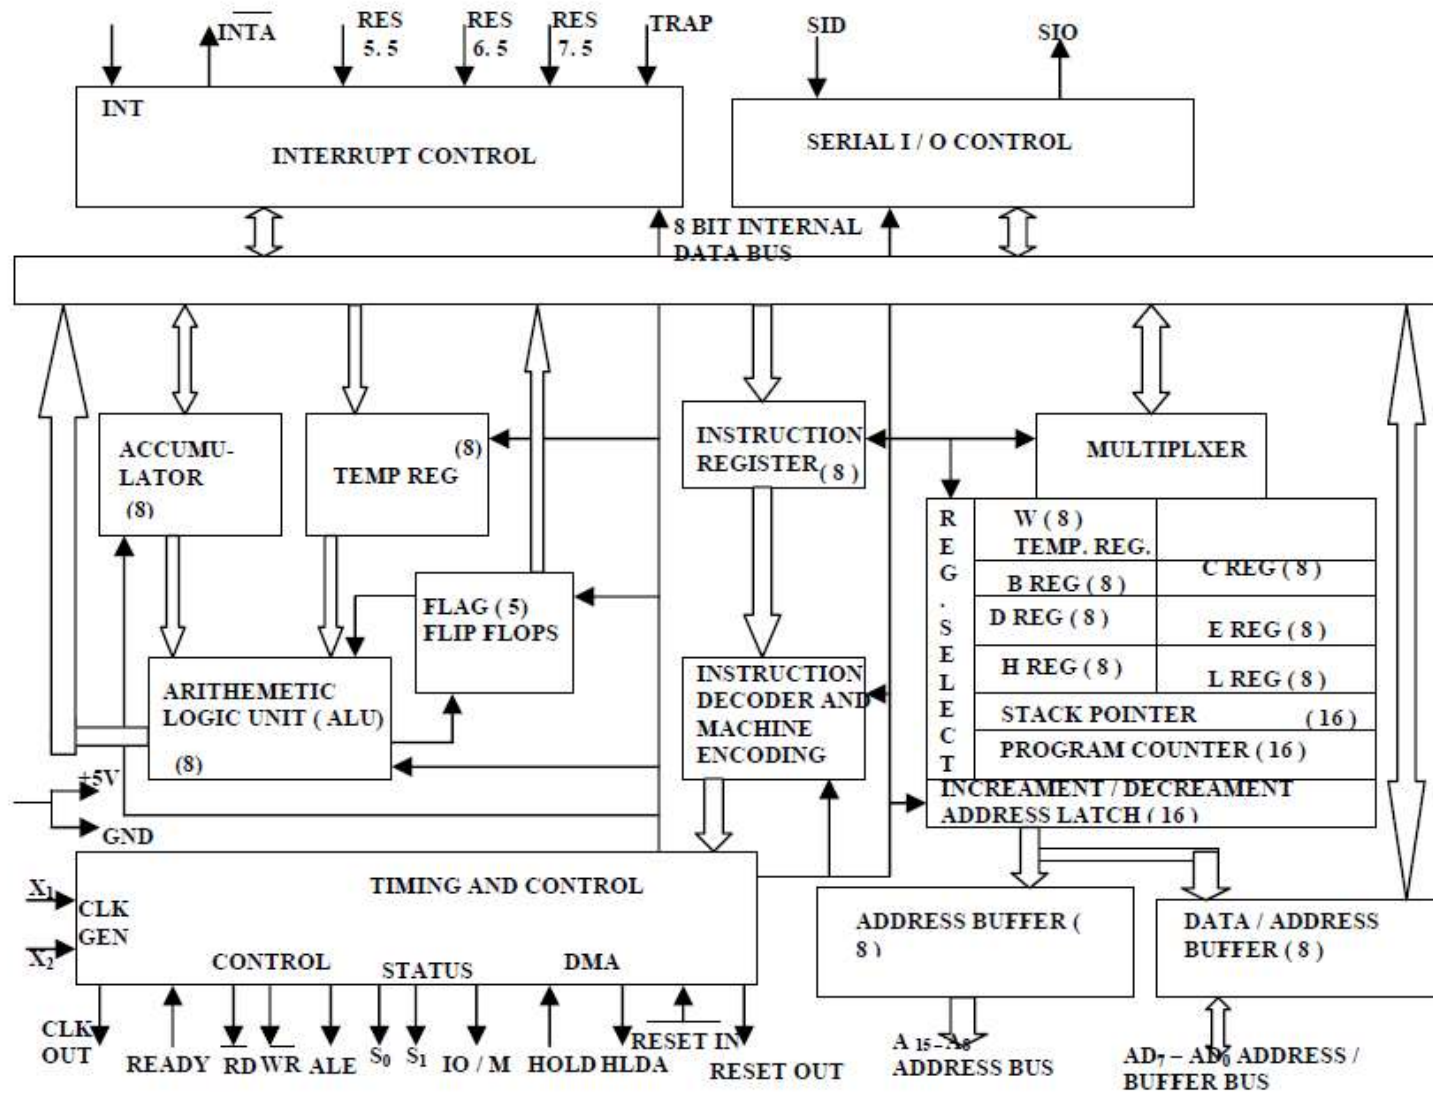 INTA
RES
5. 5
RES
6. 5
RES
7. 5
TRAP
SID
SIO
INT
INTERRUPT CONTROL
SERIAL I / O CONTROL
8 BIT INTERNAL
DATA BUS
ACCUMU-
LATOR
(8)
(8)
TEMP REG
INSTRUCTION
REGISTER ( 8 )
MULTIPLXER
R
E
G
.
S
E
L
E
C
T
W ( 8 )
TEMP. REG.
B REG ( 8 )
C REG ( 8 )
D REG ( 8 )
E REG ( 8 )
H REG ( 8 )
L REG ( 8 )
STACK POINTER ( 16 )
PROGRAM COUNTER ( 16 )
INCREAMENT / DECREAMENT
ADDRESS LATCH ( 16 )
FLAG ( 5)
FLIP FLOPS
ARITHEMETIC
LOGIC UNIT ( ALU)
(8)
INSTRUCTION
DECODER AND
MACHINE
ENCODING
+5V
GND
X1
X2
CLK
GEN
TIMING AND CONTROL
CONTROL
STATUS
DMA
ADDRESS BUFFER (
8 )
DATA / ADDRESS
BUFFER ( 8 )
CLK
OUT
READY
RD
WR
ALE
S0
S1
IO / M
HOLD
HLDA
RESET IN
RESET OUT
A 15 – A8
ADDRESS BUS
AD7 – AD0 ADDRESS /
BUFFER BUS